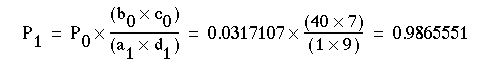 P₁ = P₀ × (b₀ × c₀) / (a₁ × d₁) = 0.0317107 × (40 × 7) / (1 × 9) = 0.9865551